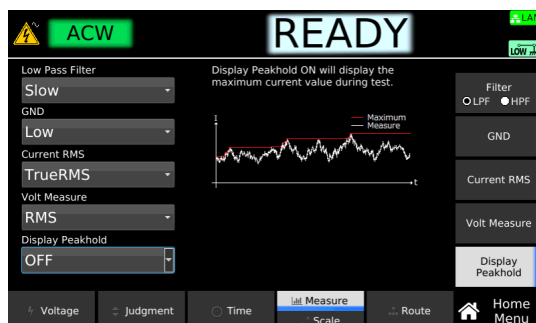 ACW
READY
LOW
Low Pass Filter
Slow
GND
Low
Current RMS
TrueRMS
Volt Measure
RMS
Display Peakhold
OFF
Display Peakhold ON will display the
maximum current value during test.
I
Maximum
Measure
t
Filter
LPF HPF
GND
Current RMS
Volt Measure
Display
Peakhold
Voltage
Judgment
Time
Measure
Scale
Route
Home
Menu